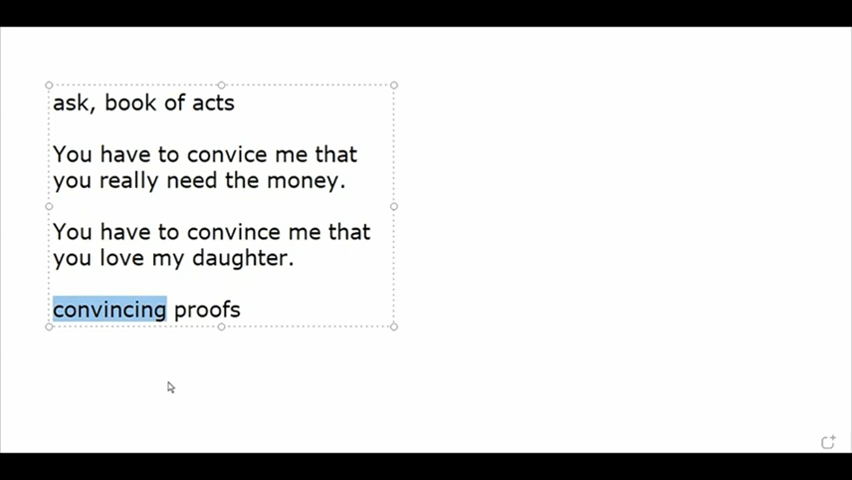 ask, book of acts
You have to convice me that
you really need the money.
You have to convince me that
you love my daughter.
convincing proofs